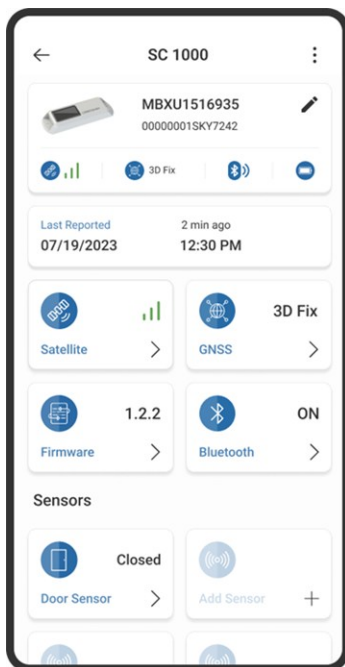 SC 1000
MBXU1516935
00000001SKY7242
3D Fix
Last Reported 2 min ago
07/19/2023 12:30 PM
3D Fix
Satellite GNSS
1.2.2 ON
Firmware Bluetooth
Sensors
Closed
Door Sensor Add Sensor